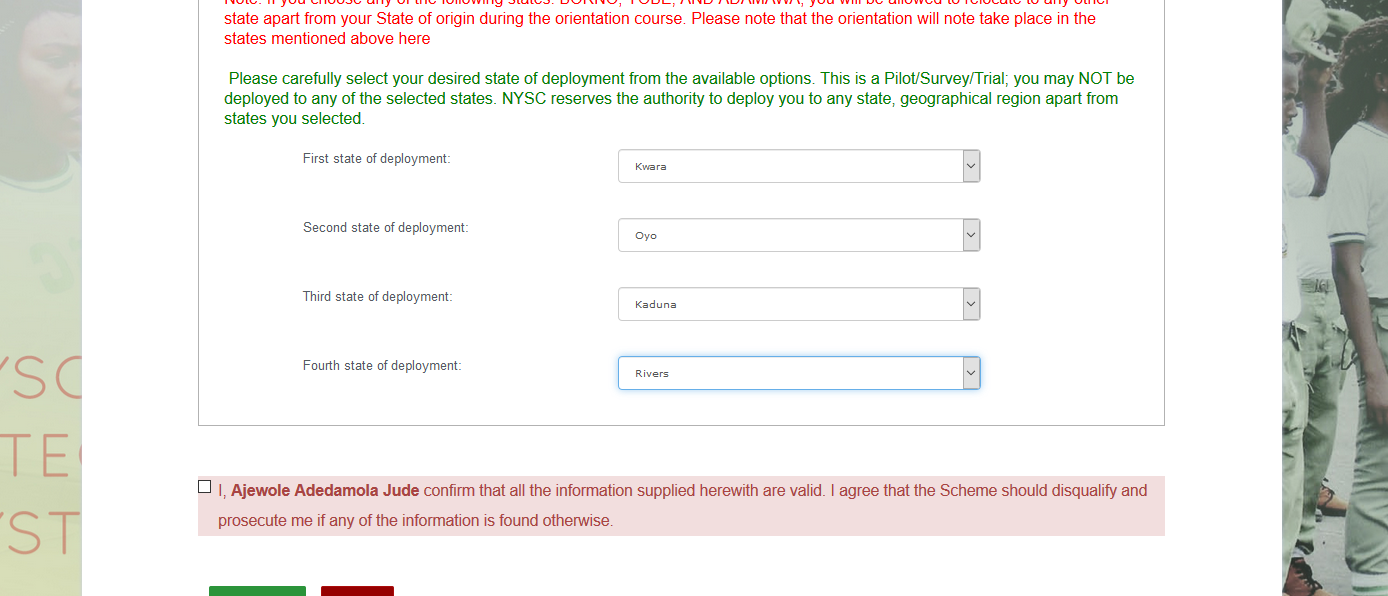 Note: If you choose any of the following states: BORNO, YOBE, AND ADAMAWA, you will be allowed to relocate to any other
state apart from your State of origin during the orientation course. Please note that the orientation will note take place in the
states mentioned above here
Please carefully select your desired state of deployment from the available options. This is a Pilot/Survey/Trial; you may NOT be
deployed to any of the selected states. NYSC reserves the authority to deploy you to any state, geographical region apart from
states you selected.
First state of deployment:
Kwara
Second state of deployment:
Oyo
Third state of deployment:
Kaduna
Fourth state of deployment:
Rivers
I, Ajewole Adedamola Jude confirm that all the information supplied herewith are valid. I agree that the Scheme should disqualify and
prosecute me if any of the information is found otherwise.